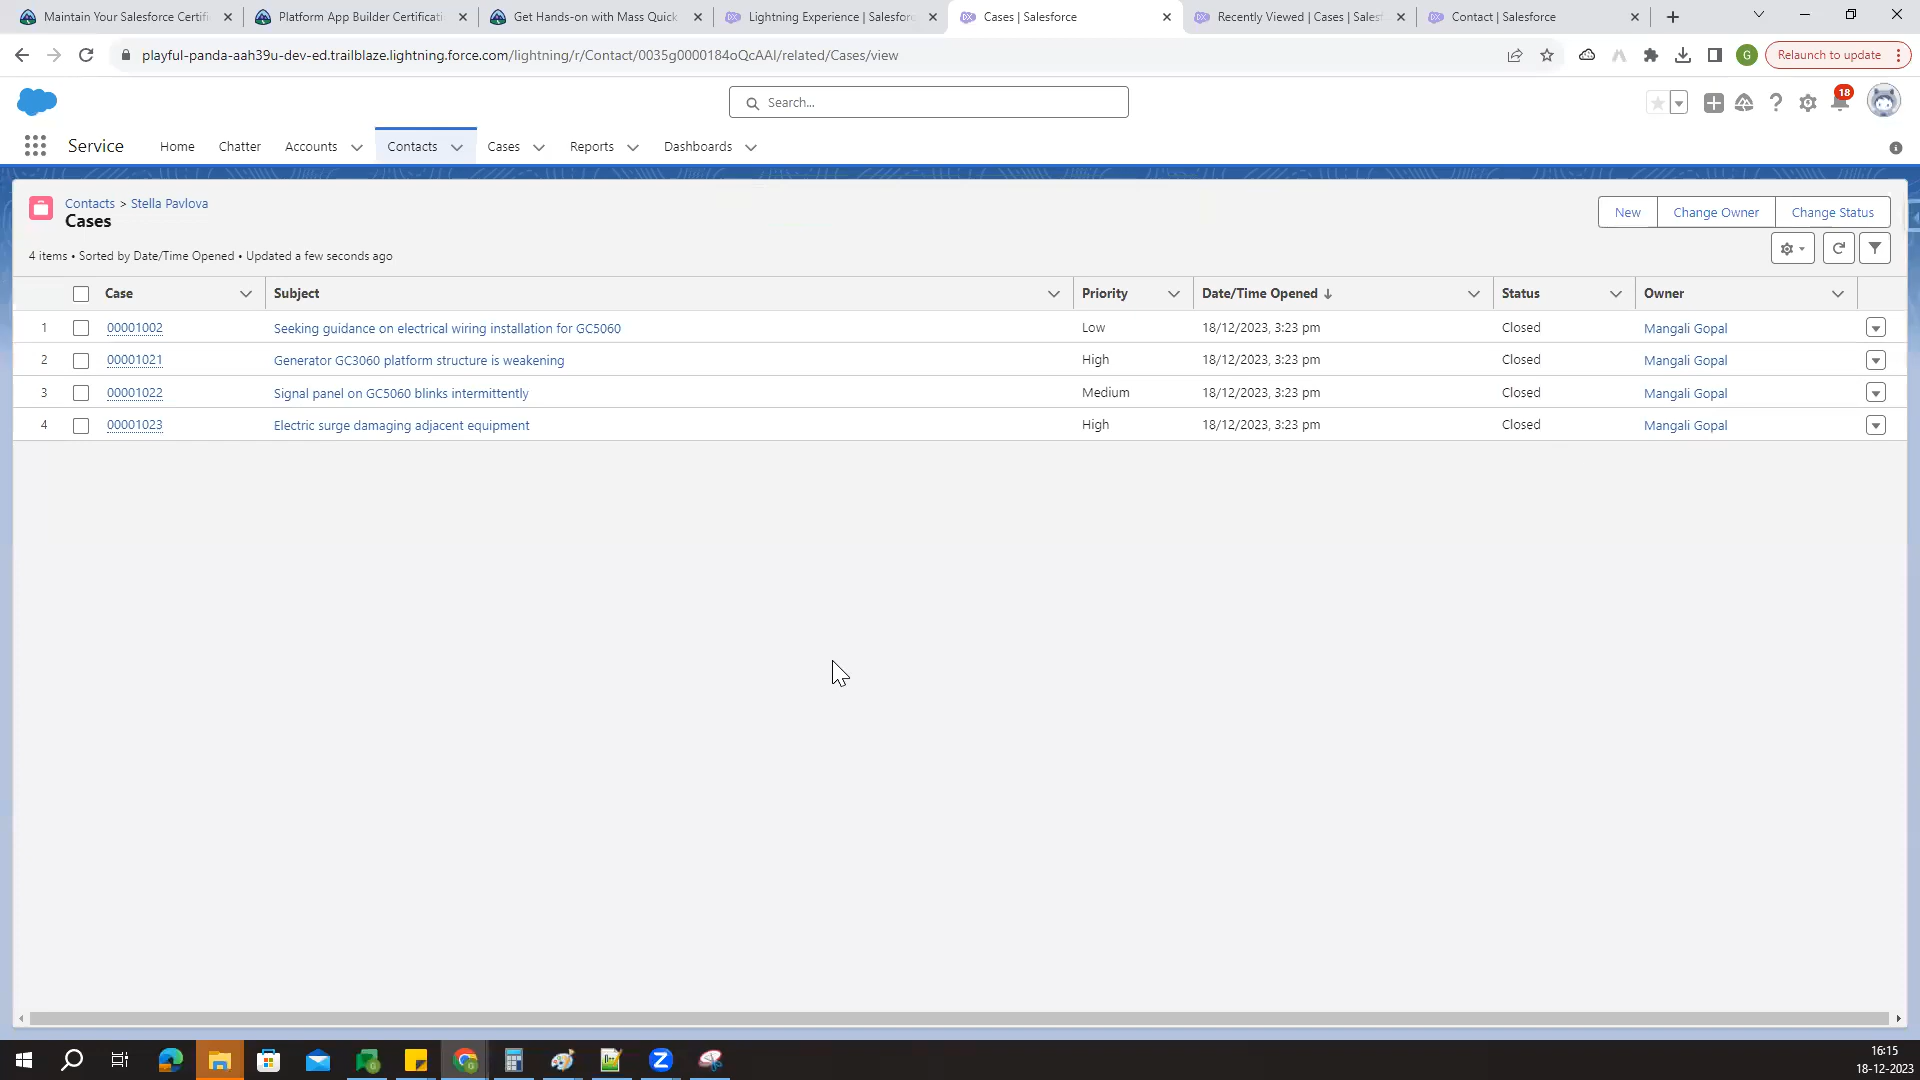 Maintain Your Salesforce Certifi
Platform App Builder Certificati
Get Hands-on with Mass Quick
Lightning Experience | Salesforc
Cases | Salesforce
Recently Viewed | Cases | Salesf
Contact | Salesforce
playful-panda-aah39u-dev-ed.trailblaze.lightning.force.com/lightning/r/Contact/0035g0000184oQcAAI/related/Cases/view
G
Relaunch to update
Search...
18
Service
Home
Chatter
Accounts
Contacts
Cases
Reports
Dashboards
Contacts > Stella Pavlova
Cases
New
Change Owner
Change Status
4 items • Sorted by Date/Time Opened • Updated a few seconds ago
Case Subject Priority Date/Time Opened ↓ Status Owner
1 00001002 Seeking guidance on electrical wiring installation for GC5060 Low 18/12/2023, 3:23 pm Closed Mangali Gopal
2 00001021 Generator GC3060 platform structure is weakening High 18/12/2023, 3:23 pm Closed Mangali Gopal
3 00001022 Signal panel on GC5060 blinks intermittently Medium 18/12/2023, 3:23 pm Closed Mangali Gopal
4 00001023 Electric surge damaging adjacent equipment High 18/12/2023, 3:23 pm Closed Mangali Gopal
16:15
18-12-2023